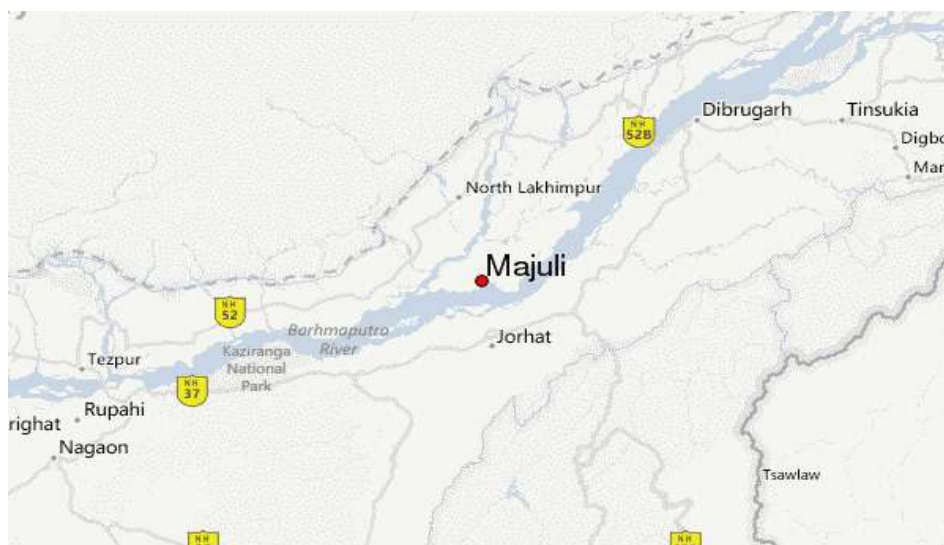 Dibrugarh
Tinsukia
NH
52B
Digbo
Mar
North Lakhimpur
Majuli
NH
52
Barhmaputra
River
Jorhat
Kaziranga
National
Park
Tezpur
NH
37
Rupahi
righat
Nagaon
Tsawlaw
NH
NH